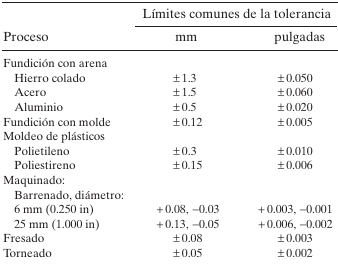 Límites comunes de la tolerancia
Proceso mm pulgadas
Fundición con arena
Hierro colado ±1.3 ±0.050
Acero ±1.5 ±0.060
Aluminio ±0.5 ±0.020
Fundición con molde ±0.12 ±0.005
Moldeo de plásticos
Polietileno ±0.3 ±0.010
Poliestireno ±0.15 ±0.006
Maquinado:
Barrenado, diámetro:
6 mm (0.250 in) +0.08, −0.03 +0.003, −0.001
25 mm (1.000 in) +0.13, −0.05 +0.006, −0.002
Fresado ±0.08 ±0.003
Torneado ±0.05 ±0.002